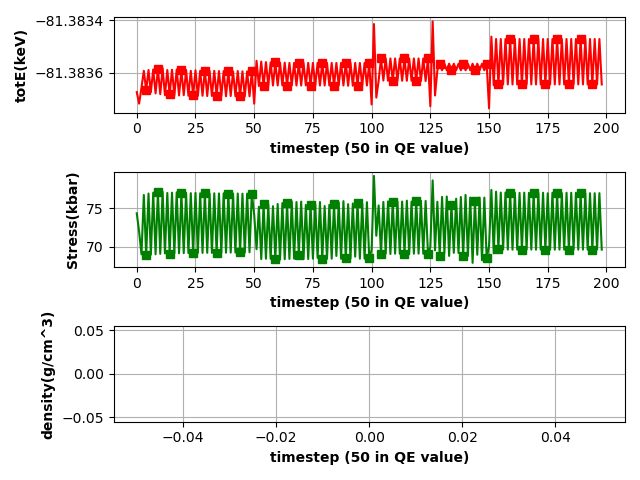 −81.3834
−81.3836
totE(keV)
0 25 50 75 100 125 150 175 200
timestep (50 in QE value)
75
70
Stress(kbar)
0 25 50 75 100 125 150 175 200
timestep (50 in QE value)
0.05
0.00
−0.05
density(g/cm^3)
−0.04 −0.02 0.00 0.02 0.04
timestep (50 in QE value)